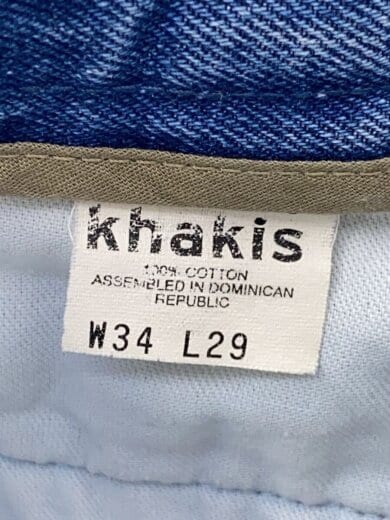 khakis
100% COTTON
ASSEMBLED IN DOMINICAN
REPUBLIC
W34 L29